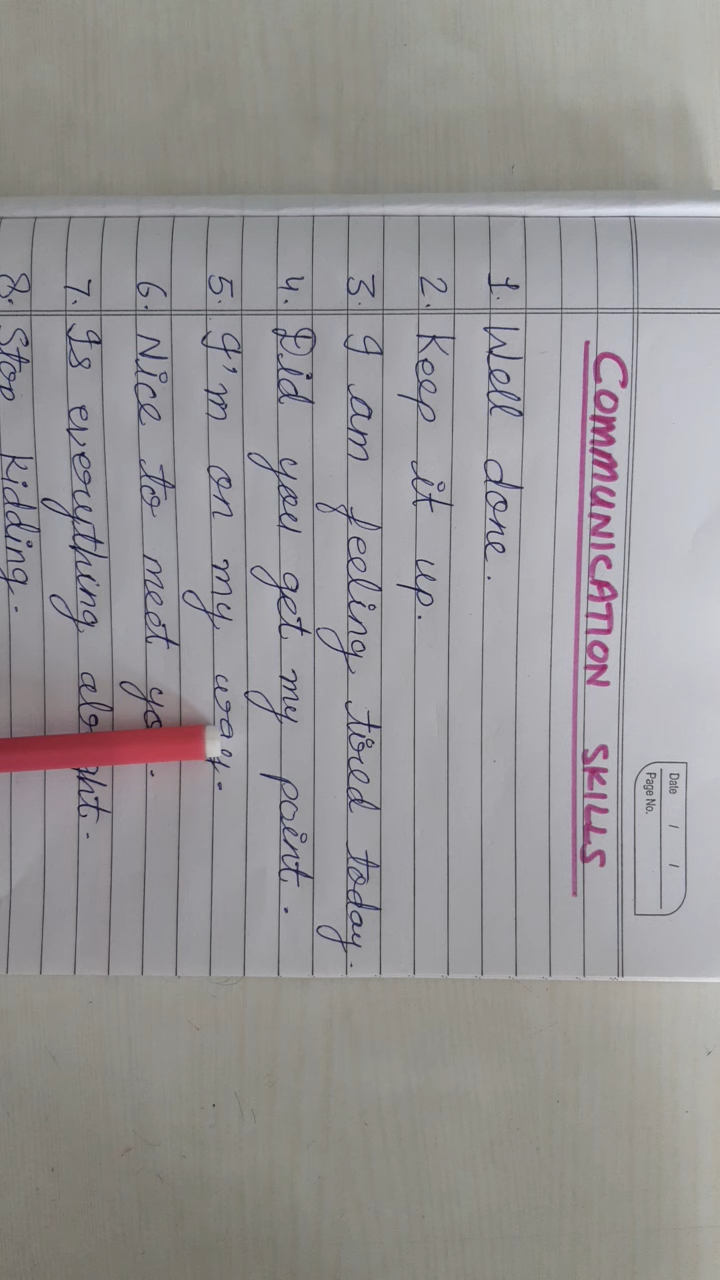 Date / /
Page No.
COMMUNICATION SKILLS
1. Well done.
2. Keep it up.
3. I am feeling tired today.
4. Did you get my point.
5. I'm on my way.
6. Nice to meet
7. Is everything
8. Stop kidding.